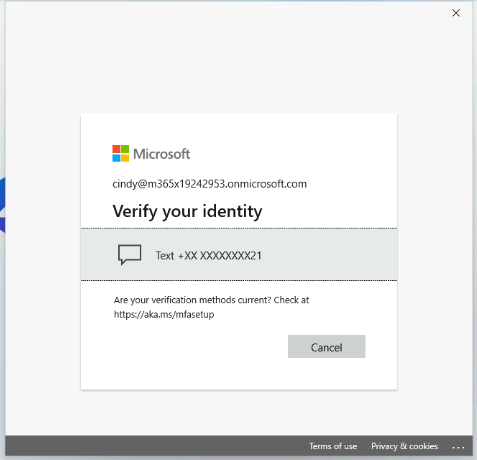 Microsoft
cindy@m365x19242953.onmicrosoft.com
Verify your identity
Text +XX XXXXXXXX21
Are your verification methods current? Check at
https://aka.ms/mfasetup
Cancel
Terms of use Privacy & cookies ...